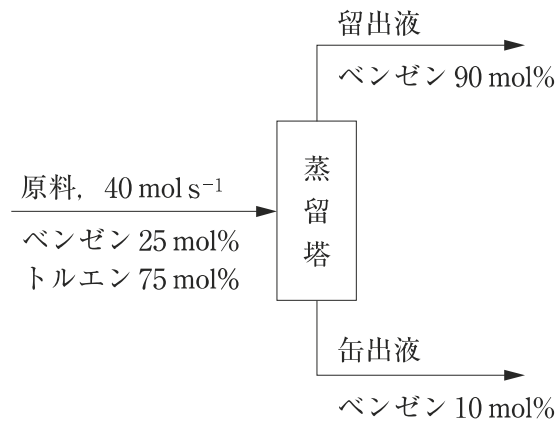 留出液
ベンゼン 90 mol%
蒸留塔
原料，40 mol s⁻¹
ベンゼン 25 mol%
トルエン 75 mol%
缶出液
ベンゼン 10 mol%